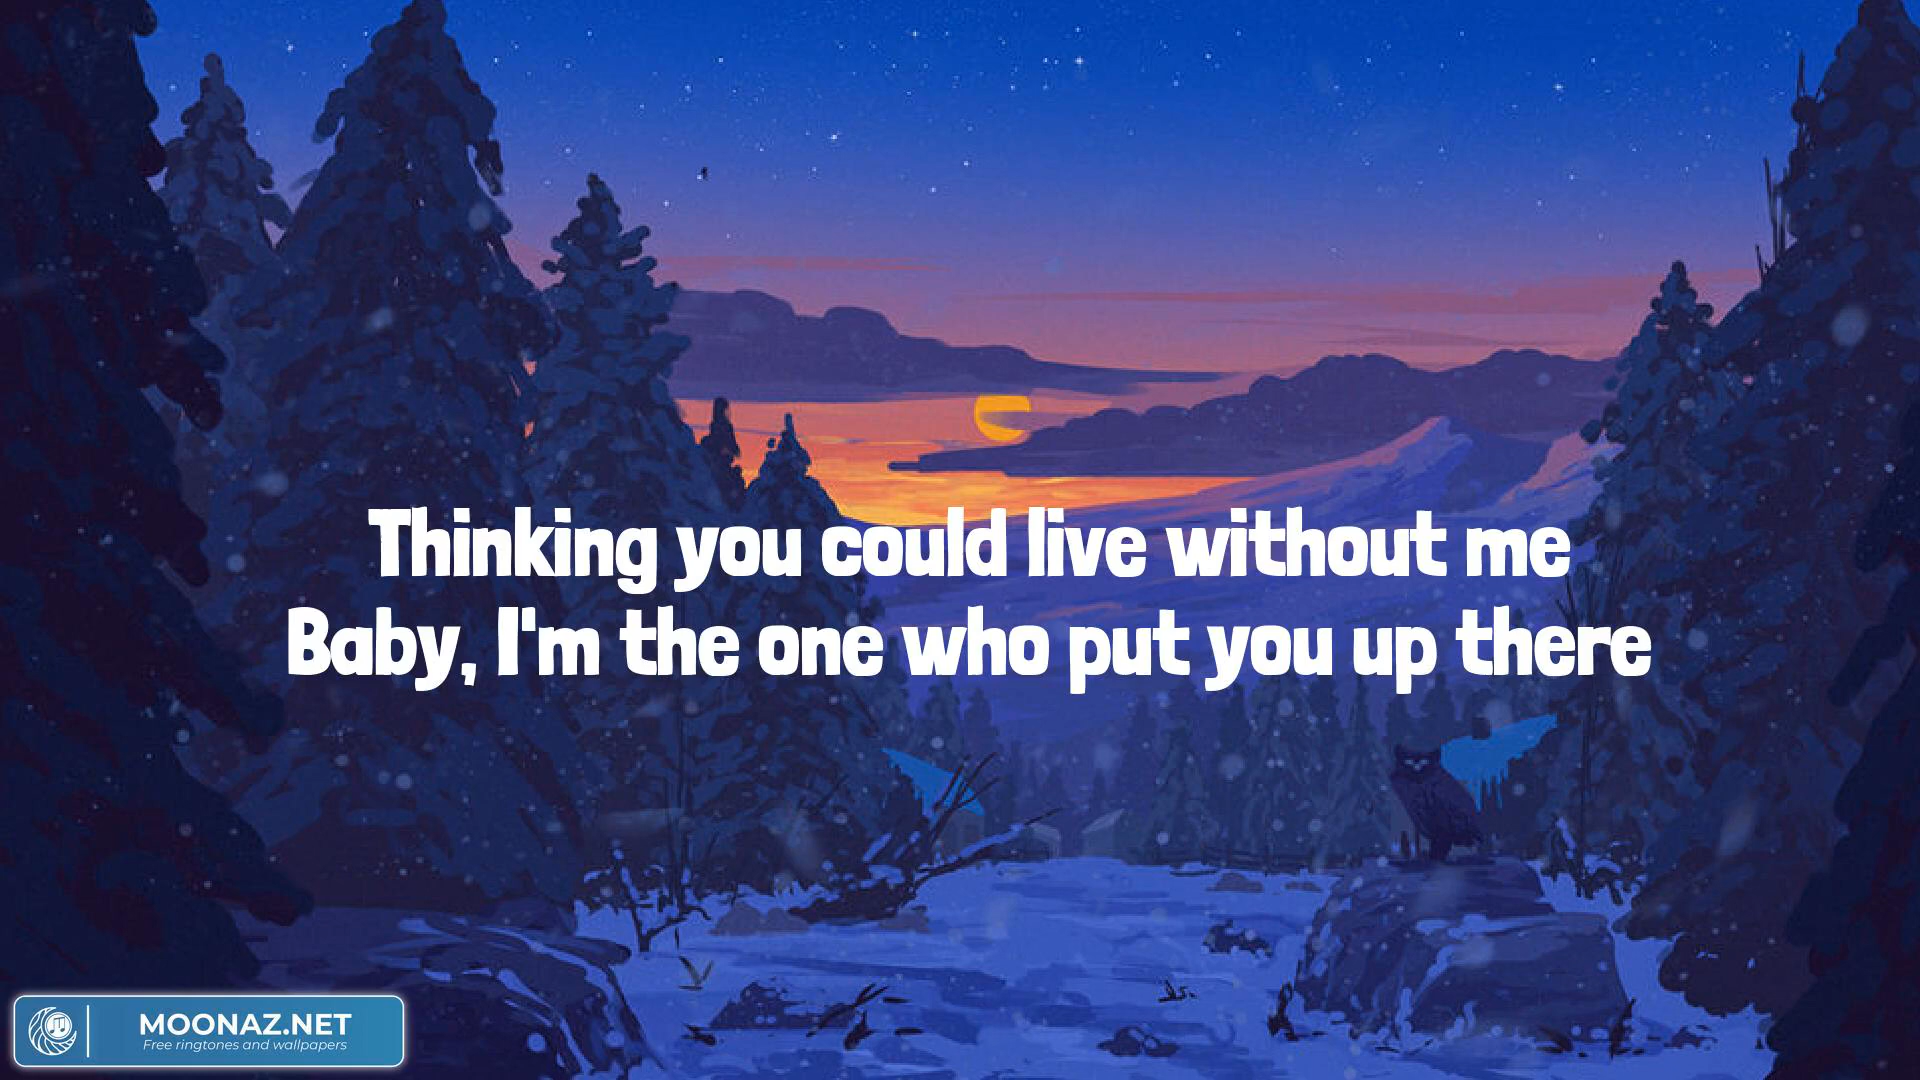 Thinking you could live without me
Baby, I'm the one who put you up there
MOONAZ.NET
Free ringtones and wallpapers